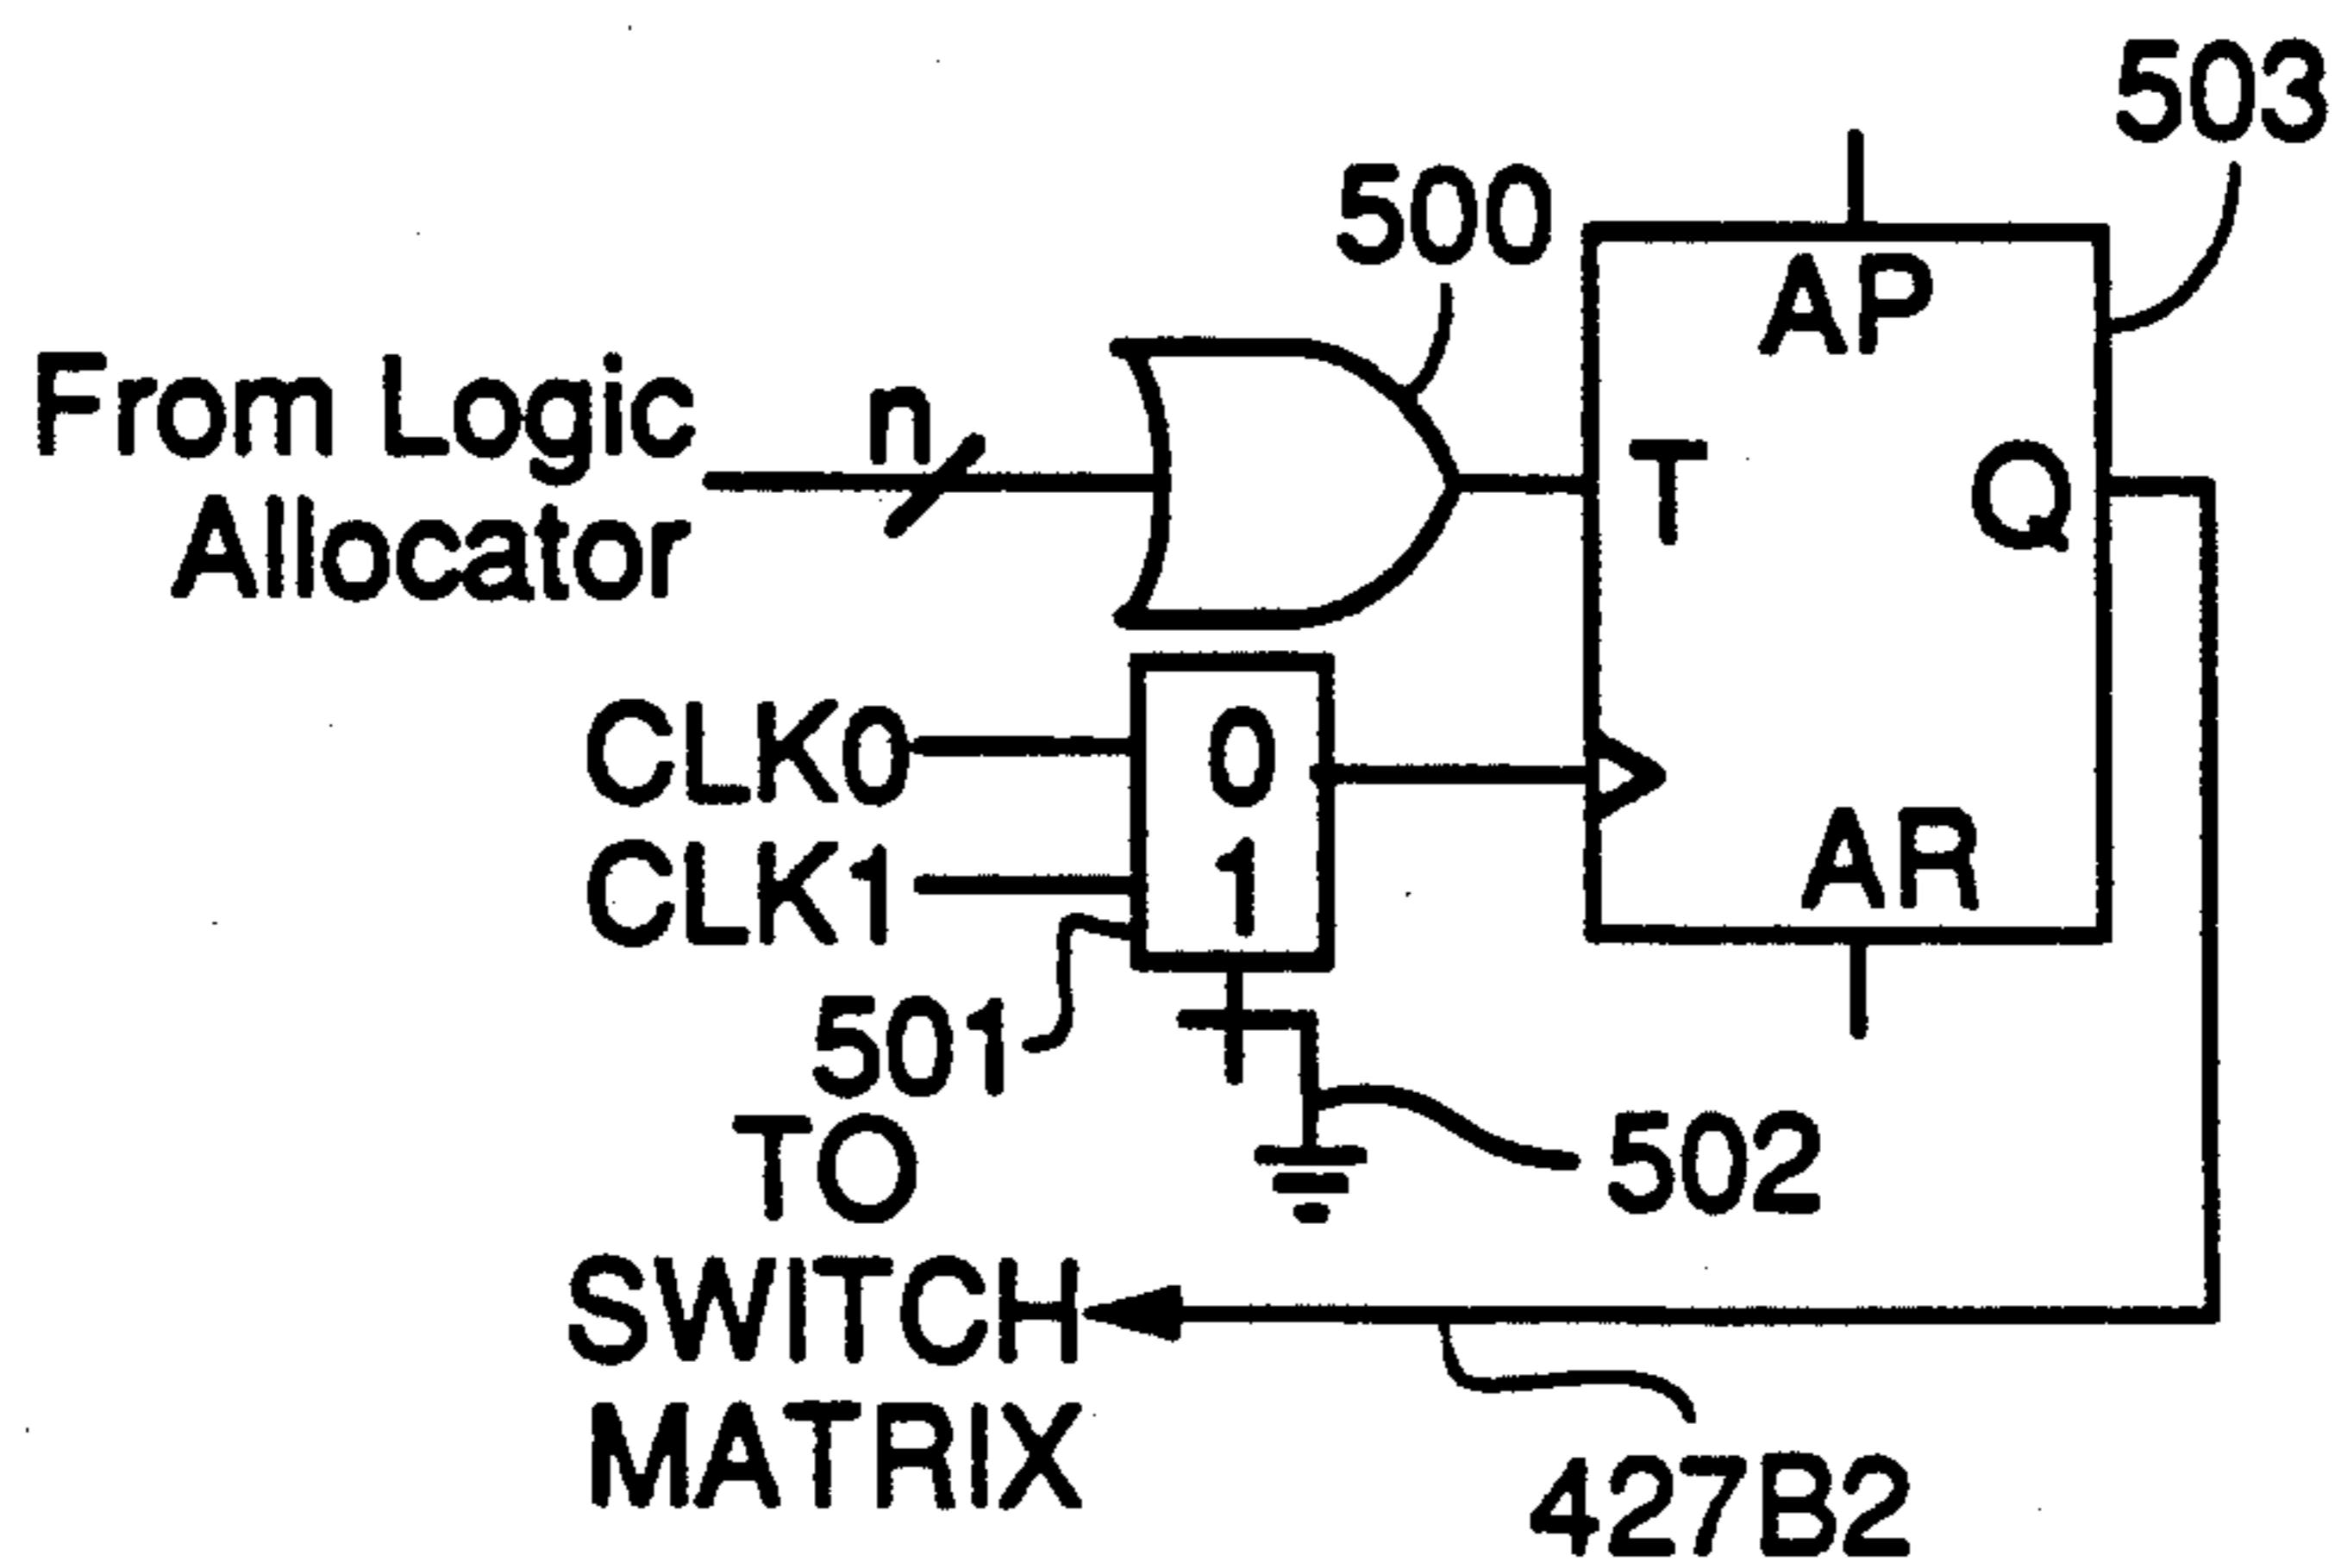 503
500
AP
From Logic
Allocator
n
T
Q
CLK0
0
CLK1
1
AR
501
502
TO
SWITCH
MATRIX
427B2